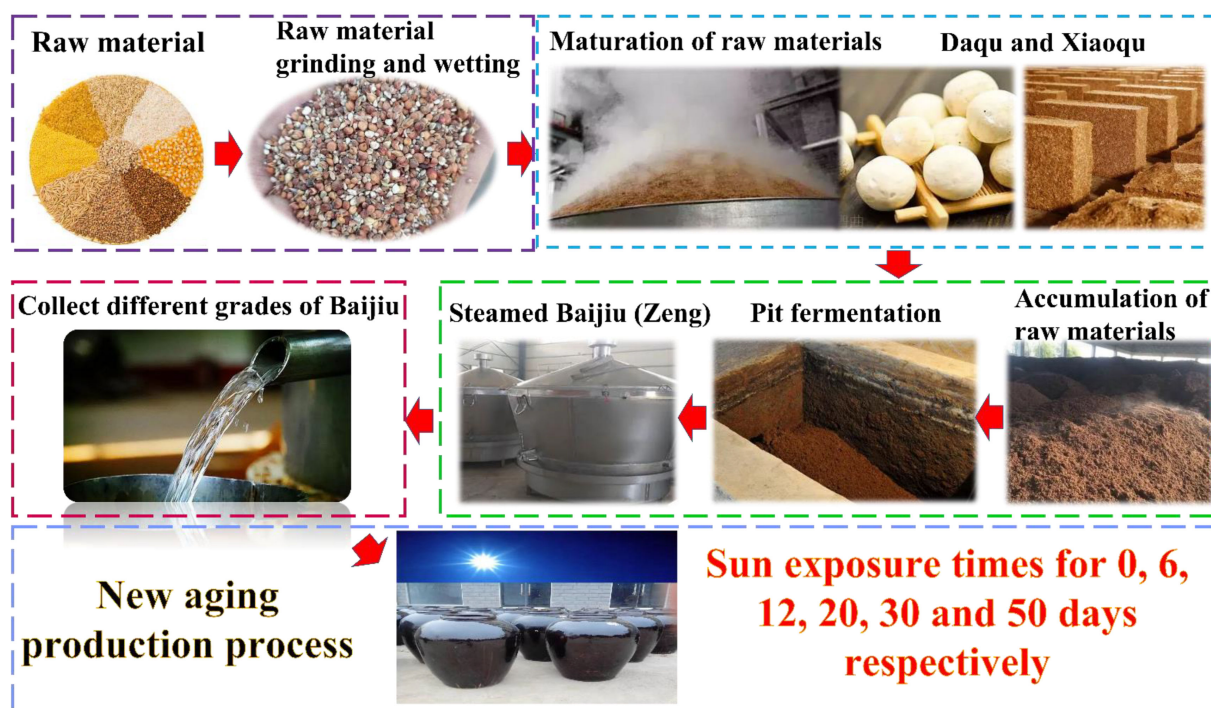 Raw material
Raw material
grinding and wetting
Maturation of raw materials
Daqu and Xiaoqu
Collect different grades of Baijiu
Steamed Baijiu (Zeng)
Pit fermentation
Accumulation of
raw materials
New aging
production process
Sun exposure times for 0, 6,
12, 20, 30 and 50 days
respectively